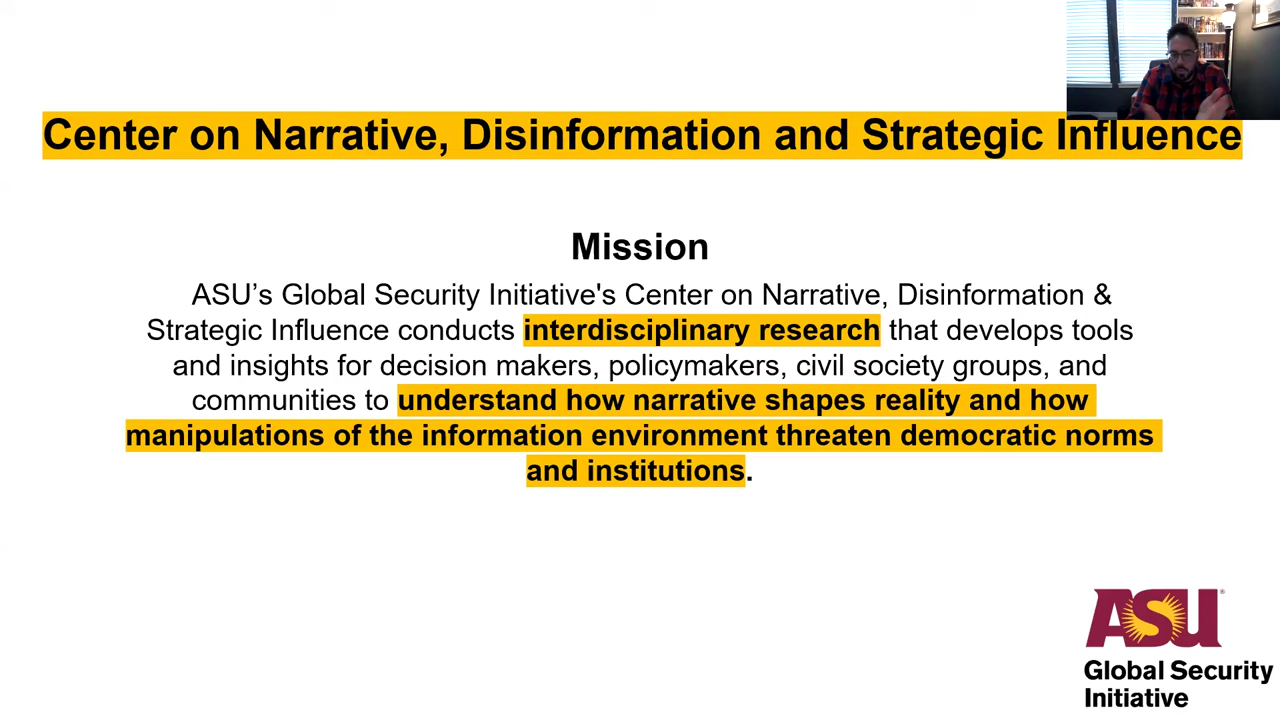 Center on Narrative, Disinformation and Strategic Influence
Mission
ASU’s Global Security Initiative's Center on Narrative, Disinformation &
Strategic Influence conducts interdisciplinary research that develops tools
and insights for decision makers, policymakers, civil society groups, and
communities to understand how narrative shapes reality and how
manipulations of the information environment threaten democratic norms
and institutions.
ASU®
Global Security
Initiative